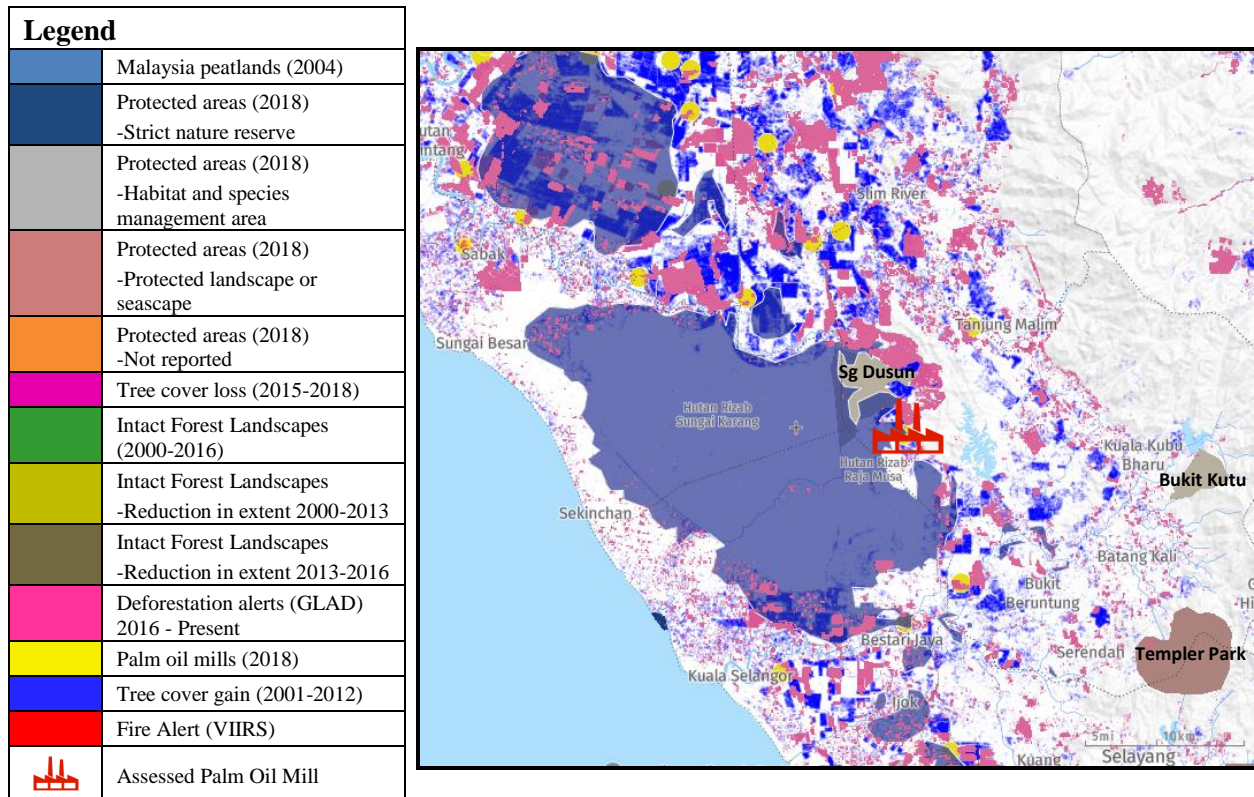 Legend
Malaysia peatlands (2004)
Protected areas (2018)
-Strict nature reserve
Protected areas (2018)
-Habitat and species
management area
Protected areas (2018)
-Protected landscape or
seascape
Protected areas (2018)
-Not reported
Tree cover loss (2015-2018)
Intact Forest Landscapes
(2000-2016)
Intact Forest Landscapes
-Reduction in extent 2000-2013
Intact Forest Landscapes
-Reduction in extent 2013-2016
Deforestation alerts (GLAD)
2016 - Present
Palm oil mills (2018)
Tree cover gain (2001-2012)
Fire Alert (VIIRS)
Assessed Palm Oil Mill
utan
intang
Slim River
Sabak
Tanjung Malim
Sungai Besar
Sg Dusun
Hutan Rizab
Sungai Karang
Kuala Kubu
Bharu
Hutan Rizab
Raja Musa
Bukit Kutu
Sekinchan
Batang Kali
Bukit
Beruntung
G
Hi
Bestari Jaya
Serendah
Templer Park
Kuala Selangor
Ijok
5mi
10km
Kuang
Selayang